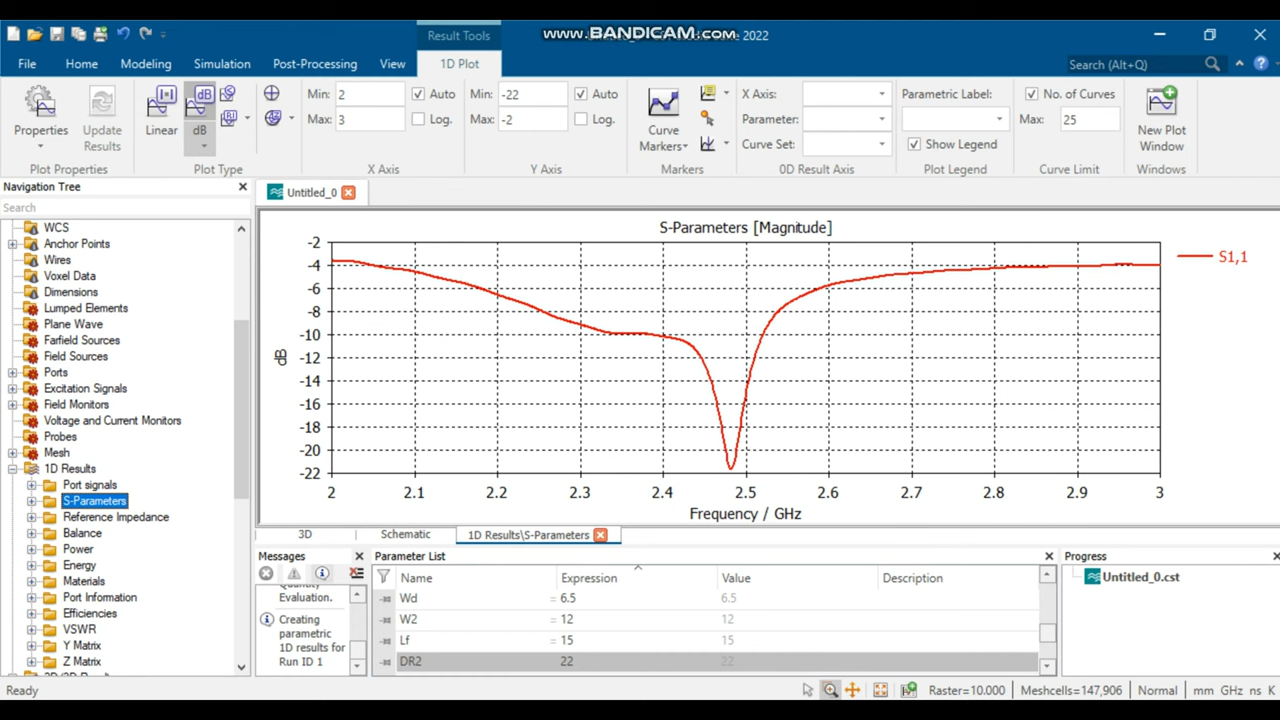 www.BANDICAM.com
2022
Result Tools
File Home Modeling Simulation Post-Processing View 1D Plot
Search (Alt+Q)
Properties
Update Results
Plot Properties
Linear
dB
Plot Type
Min: 2 Auto
Max: 3 Log.
X Axis
Min: -22 Auto
Max: -2 Log.
Y Axis
Curve Markers
Markers
X Axis:
Parameter:
Curve Set:
0D Result Axis
Parametric Label:
Show Legend
Plot Legend
No. of Curves
Max: 25
Curve Limit
New Plot Window
Windows
Navigation Tree
Search
WCS
Anchor Points
Wires
Voxel Data
Dimensions
Lumped Elements
Plane Wave
Farfield Sources
Field Sources
Ports
Excitation Signals
Field Monitors
Voltage and Current Monitors
Probes
Mesh
1D Results
Port signals
S-Parameters
Reference Impedance
Balance
Power
Energy
Materials
Port Information
Efficiencies
VSWR
Y Matrix
Z Matrix
Untitled_0
S-Parameters [Magnitude]
S1,1
-2
-4
-6
-8
-10
-12
-14
-16
-18
-20
-22
dB
2 2.1 2.2 2.3 2.4 2.5 2.6 2.7 2.8 2.9 3
Frequency / GHz
3D Schematic 1D Results\S-Parameters
Messages
Evaluation.
Creating
parametric
1D results for
Run ID 1
Parameter List
Name Expression Value Description
Wd = 6.5 6.5
W2 = 12 12
Lf = 15 15
DR2 22 22
Progress
Untitled_0.cst
Ready
Raster=10.000 Meshcells=147,906 Normal mm GHz ns K